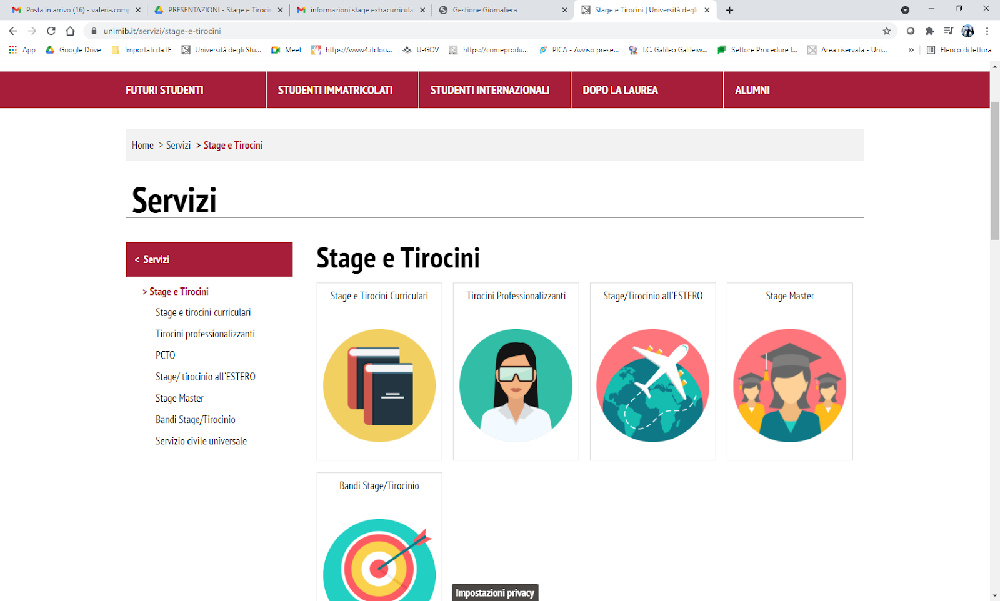 Posta in arrivo (16) - valeria.comp
PRESENTAZIONI - Stage e Tirocin
informazioni stage extracurricula
Gestione Giornaliera
Stage e Tirocini | Università degli
unimib.it/servizi/stage-e-tirocini
App
Google Drive
Importati da IE
Università degli Stu...
Meet
https://www4.itclou...
U-GOV
https://comeprodu...
PICA - Avviso prese...
I.C. Galileo Galileiw...
Settore Procedure I...
Area riservata - Uni...
»
Elenco di lettura
FUTURI STUDENTI
STUDENTI IMMATRICOLATI
STUDENTI INTERNAZIONALI
DOPO LA LAUREA
ALUMNI
Home > Servizi > Stage e Tirocini
Servizi
< Servizi
> Stage e Tirocini
Stage e tirocini curriculari
Tirocini professionalizzanti
PCTO
Stage/ tirocinio all'ESTERO
Stage Master
Bandi Stage/Tirocinio
Servizio civile universale
Stage e Tirocini
Stage e Tirocini Curriculari
Tirocini Professionalizzanti
Stage/Tirocinio all'ESTERO
Stage Master
Bandi Stage/Tirocinio
Impostazioni privacy